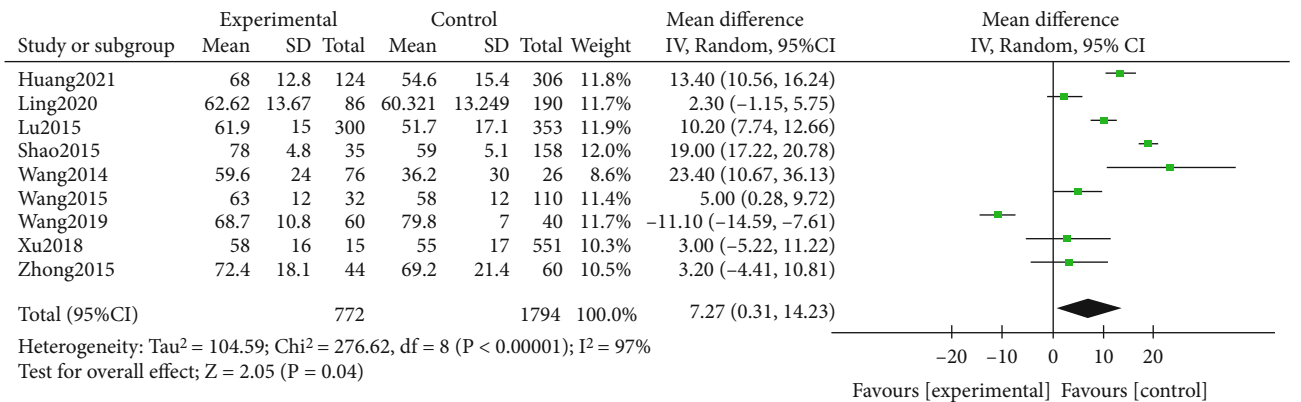 Experimental Control Mean difference Mean difference
Study or subgroup Mean SD Total Mean SD Total Weight IV, Random, 95%CI IV, Random, 95% CI
Huang2021 68 12.8 124 54.6 15.4 306 11.8% 13.40 (10.56, 16.24)
Ling2020 62.62 13.67 86 60.321 13.249 190 11.7% 2.30 (–1.15, 5.75)
Lu2015 61.9 15 300 51.7 17.1 353 11.9% 10.20 (7.74, 12.66)
Shao2015 78 4.8 35 59 5.1 158 12.0% 19.00 (17.22, 20.78)
Wang2014 59.6 24 76 36.2 30 26 8.6% 23.40 (10.67, 36.13)
Wang2015 63 12 32 58 12 110 11.4% 5.00 (0.28, 9.72)
Wang2019 68.7 10.8 60 79.8 7 40 11.7% –11.10 (–14.59, –7.61)
Xu2018 58 16 15 55 17 551 10.3% 3.00 (–5.22, 11.22)
Zhong2015 72.4 18.1 44 69.2 21.4 60 10.5% 3.20 (–4.41, 10.81)
Total (95%CI) 772 1794 100.0% 7.27 (0.31, 14.23)
Heterogeneity: Tau² = 104.59; Chi² = 276.62, df = 8 (P < 0.00001); I² = 97%
Test for overall effect; Z = 2.05 (P = 0.04)
–20 –10 0 10 20
Favours [experimental] Favours [control]